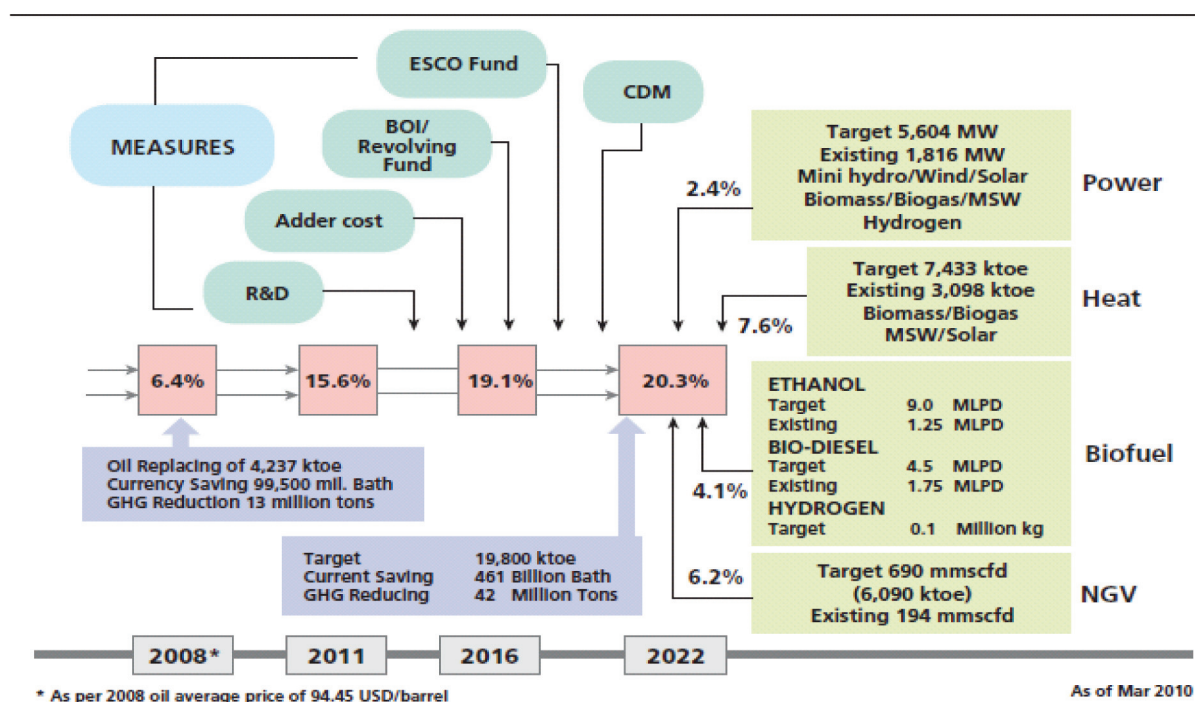 ESCO Fund
CDM
MEASURES
BOI/
Revolving
Fund
Adder cost
R&D
Target 5,604 MW
Existing 1,816 MW
Mini hydro/Wind/Solar
Biomass/Biogas/MSW
Hydrogen
Power
2.4%
Target 7,433 ktoe
Existing 3,098 ktoe
Biomass/Biogas
MSW/Solar
Heat
7.6%
6.4%
15.6%
19.1%
20.3%
ETHANOL
Target 9.0 MLPD
Existing 1.25 MLPD
BIO-DIESEL
Target 4.5 MLPD
Existing 1.75 MLPD
HYDROGEN
Target 0.1 Million kg
Biofuel
4.1%
Oil Replacing of 4,237 ktoe
Currency Saving 99,500 mil. Bath
GHG Reduction 13 million tons
Target 19,800 ktoe
Current Saving 461 Billion Bath
GHG Reducing 42 Million Tons
6.2%
Target 690 mmscfd
(6,090 ktoe)
Existing 194 mmscfd
NGV
2008*
2011
2016
2022
* As per 2008 oil average price of 94.45 USD/barrel
As of Mar 2010